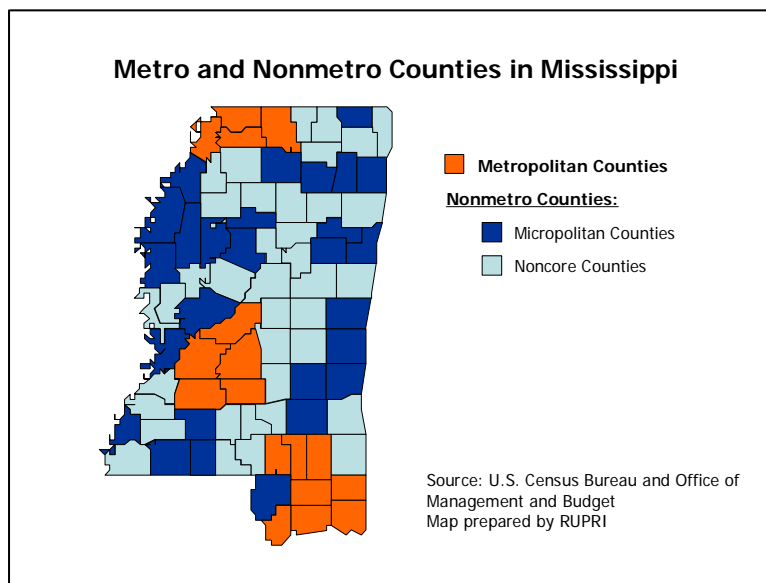 Metro and Nonmetro Counties in Mississippi
Metropolitan Counties
Nonmetro Counties:
Micropolitan Counties
Noncore Counties
Source: U.S. Census Bureau and Office of
Management and Budget
Map prepared by RUPRI